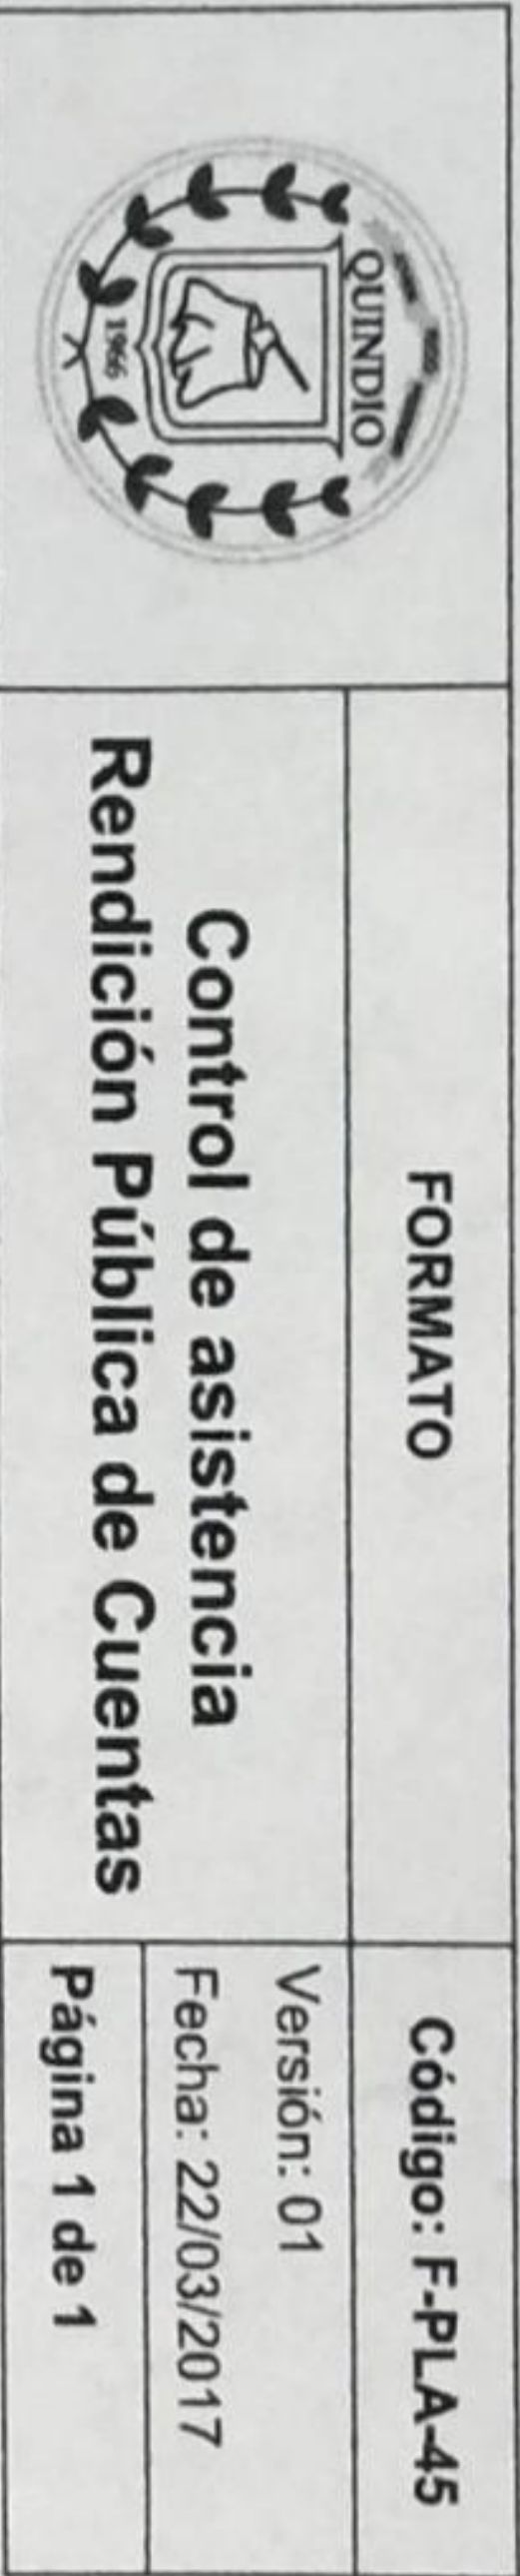 QUINDIO
1966
FORMATO
Código: F-PLA-45
Control de asistencia
Rendición Pública de Cuentas
Versión: 01
Fecha: 22/03/2017
Página 1 de 1